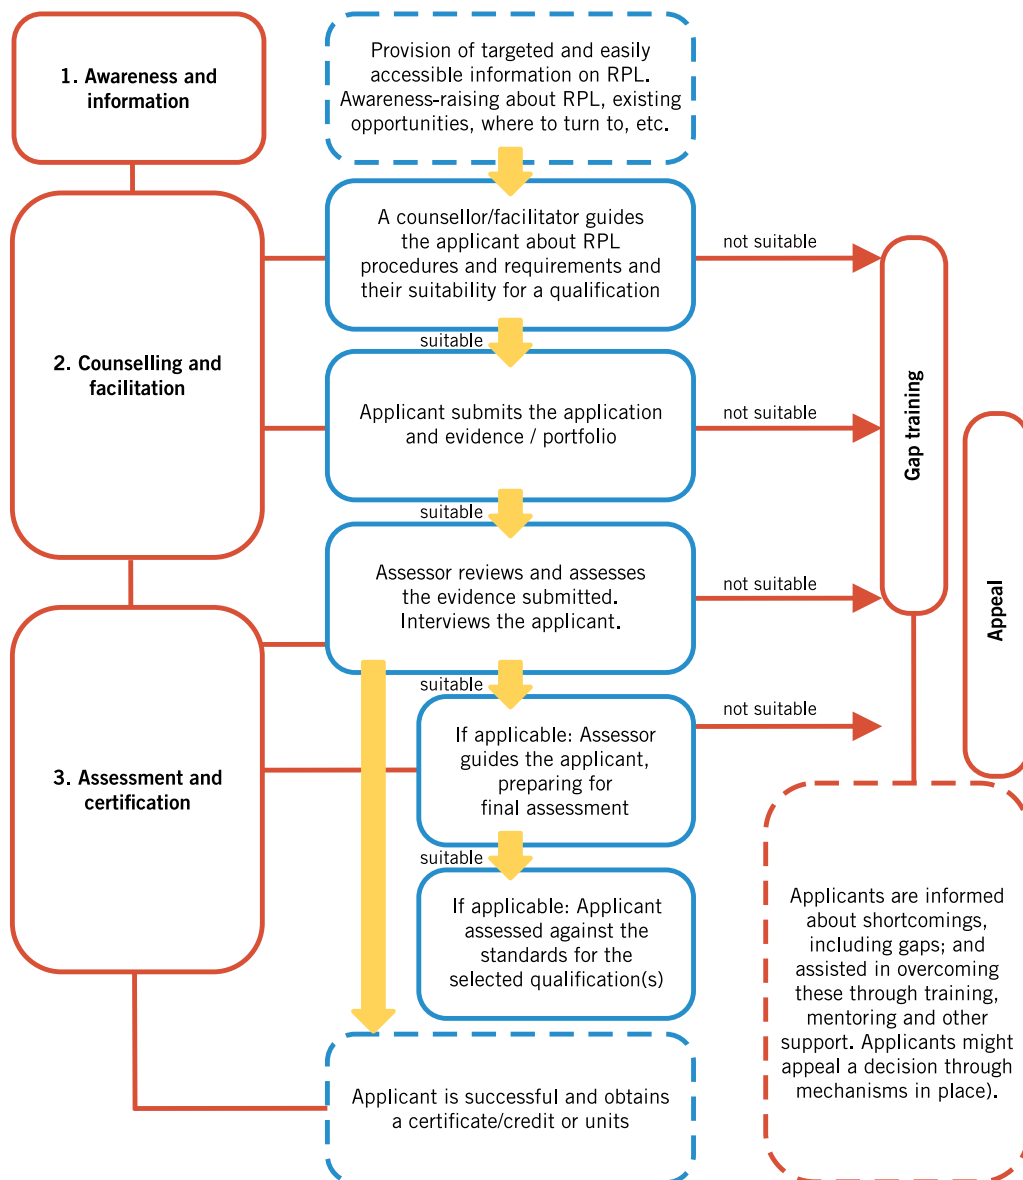 1. Awareness and
information
Provision of targeted and easily
accessible information on RPL.
Awareness-raising about RPL, existing
opportunities, where to turn to, etc.
2. Counselling and
facilitation
A counsellor/facilitator guides
the applicant about RPL
procedures and requirements and
their suitability for a qualification
not suitable
suitable
Applicant submits the application
and evidence / portfolio
not suitable
suitable
Gap training
Appeal
3. Assessment and
certification
Assessor reviews and assesses
the evidence submitted.
Interviews the applicant.
not suitable
suitable
If applicable: Assessor
guides the applicant,
preparing for
final assessment
not suitable
suitable
If applicable: Applicant
assessed against the
standards for the
selected qualification(s)
Applicant is successful and obtains
a certificate/credit or units
Applicants are informed
about shortcomings,
including gaps; and
assisted in overcoming
these through training,
mentoring and other
support. Applicants might
appeal a decision through
mechanisms in place).